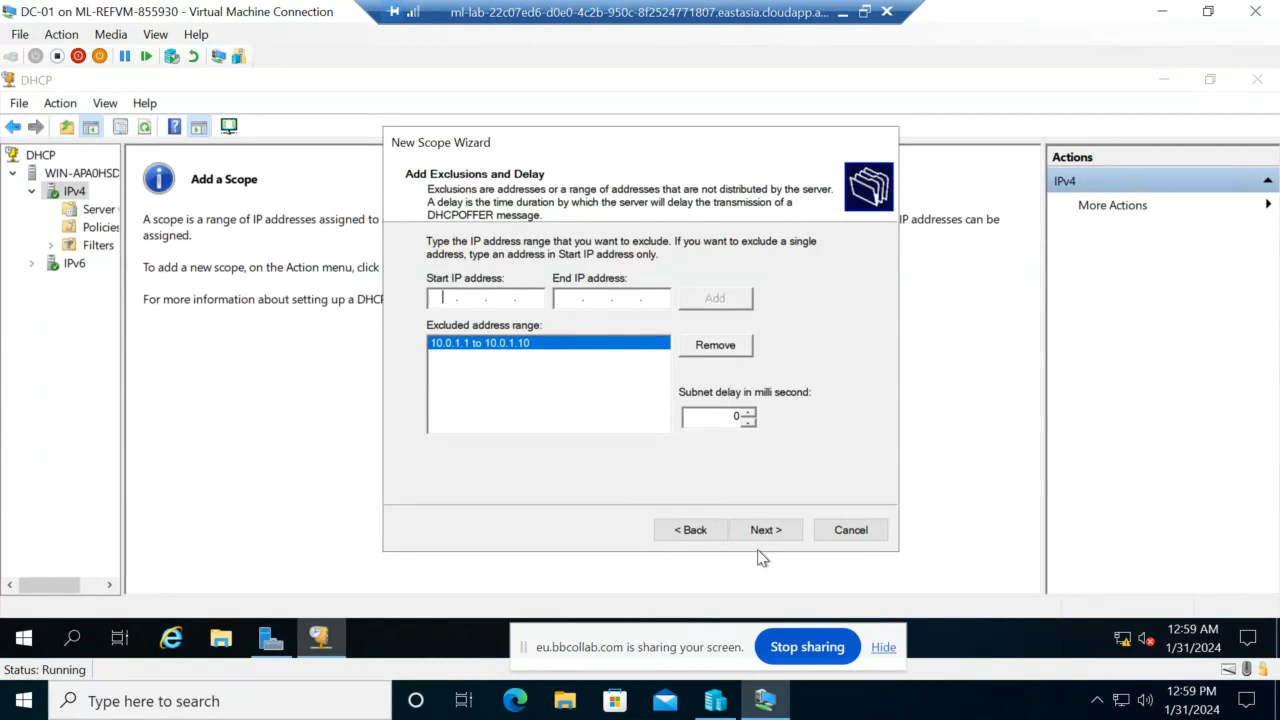 DC-01 on ML-REFVM-855930 - Virtual Machine Connection
ml-lab-22c07ed6-d0e0-4c2b-950c-8f2524771807.eastasia.cloudapp.a...
File Action Media View Help
DHCP
File Action View Help
DHCP
WIN-APA0HSD
IPv4
Server
Policies
Filters
IPv6
Add a Scope
A scope is a range of IP addresses assigned to
IP addresses can be
assigned.
To add a new scope, on the Action menu, click
For more information about setting up a DHC
New Scope Wizard
Add Exclusions and Delay
Exclusions are addresses or a range of addresses that are not distributed by the server.
A delay is the time duration by which the server will delay the transmission of a
DHCPOFFER message.
Type the IP address range that you want to exclude. If you want to exclude a single
address, type an address in Start IP address only.
Start IP address: End IP address:
. . . . . . Add
Excluded address range:
10.0.1.1 to 10.0.1.10
Remove
Subnet delay in milli second:
0
< Back Next > Cancel
Actions
IPv4
More Actions
12:59 AM
1/31/2024
eu.bbcollab.com is sharing your screen. Stop sharing Hide
Status: Running
Type here to search
12:59 PM
1/31/2024